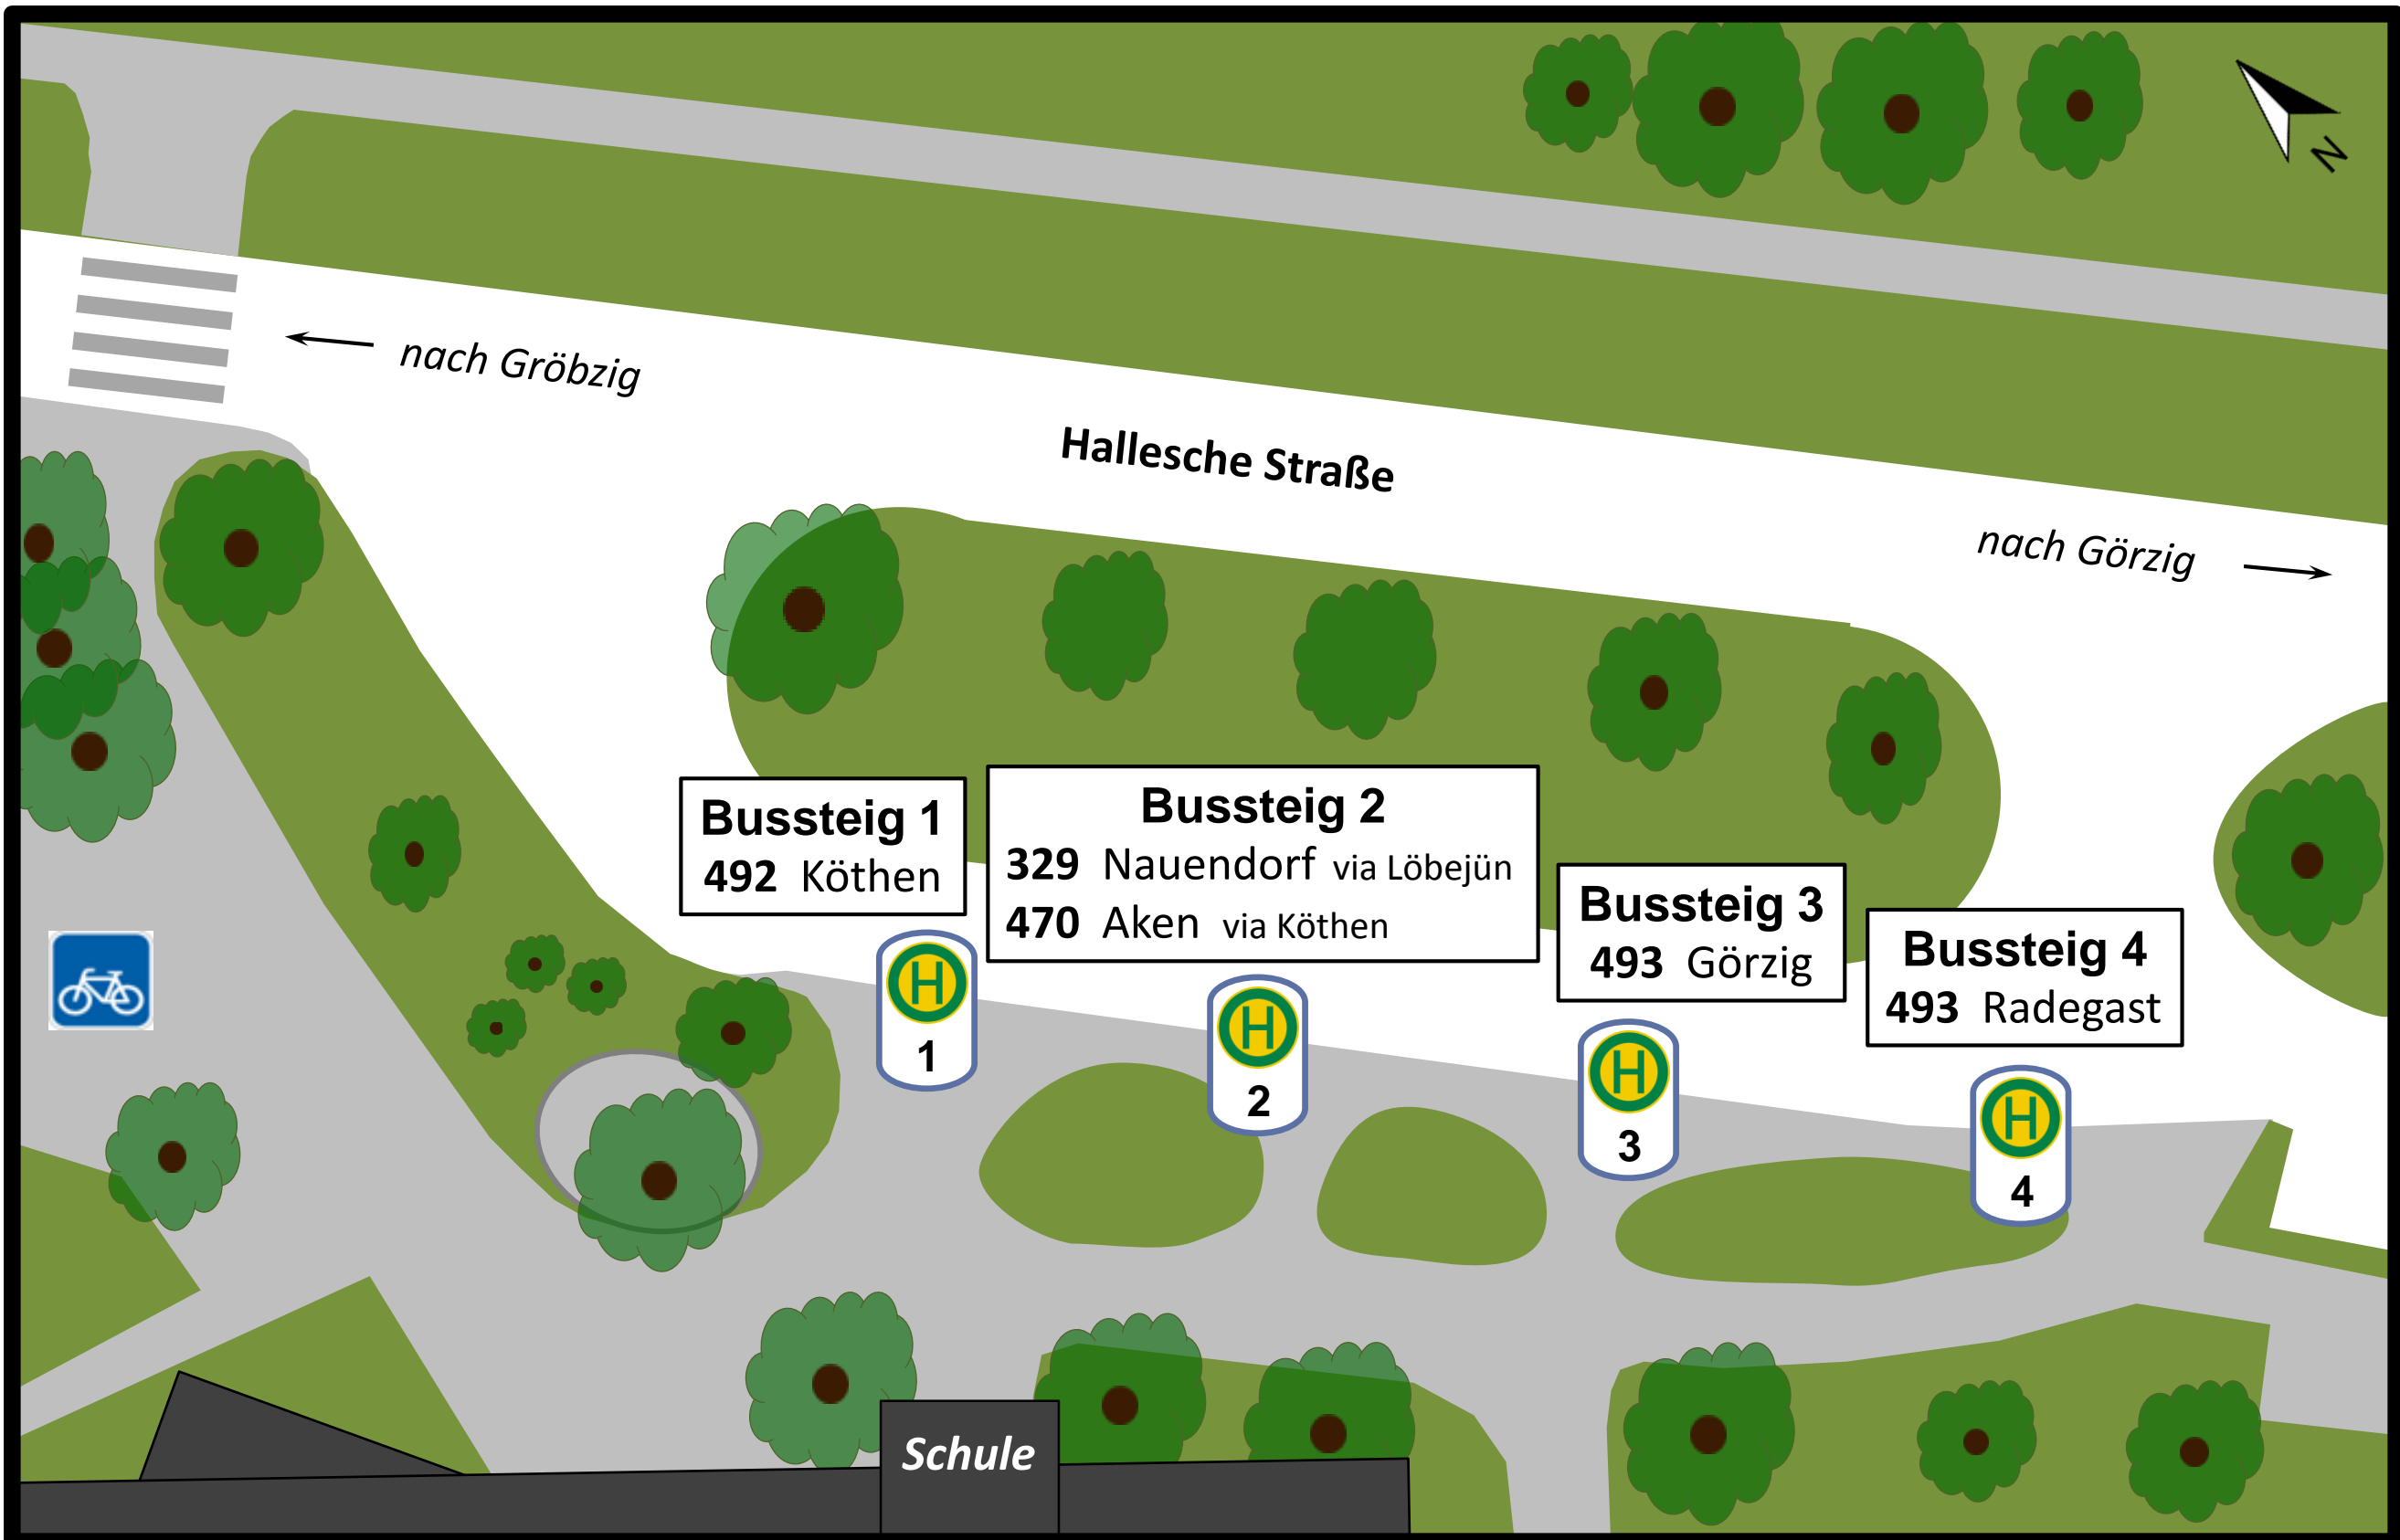 N
nach Gröbzig
Hallesche Straße
nach Görzig
Bussteig 1
492 Köthen
Bussteig 2
329 Nauendorf via Löbejün
470 Aken via Köthen
Bussteig 3
493 Görzig
Bussteig 4
493 Radegast
H
1
H
2
H
3
H
4
Schule